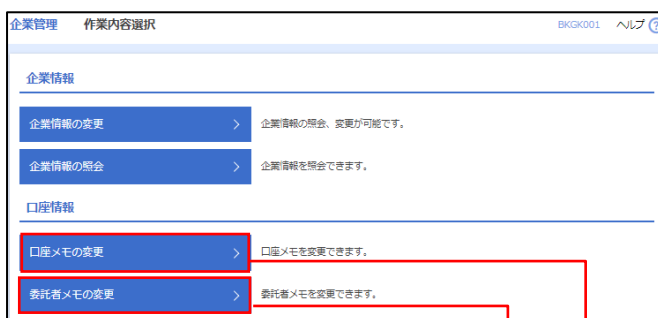 企業管理 作業内容選択 BKGK001 ヘルプ ?
企業情報
企業情報の変更 企業情報の照会、変更が可能です。
企業情報の照会 企業情報を照会できます。
口座情報
口座メモの変更 口座メモを変更できます。
委託者メモの変更 委託者メモを変更できます。